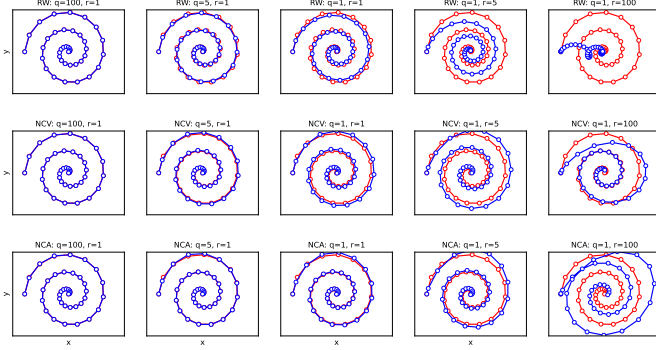 RW: q=100, r=1
RW: q=5, r=1
RW: q=1, r=1
RW: q=1, r=5
RW: q=1, r=100
y
NCV: q=100, r=1
NCV: q=5, r=1
NCV: q=1, r=1
NCV: q=1, r=5
NCV: q=1, r=100
y
NCA: q=100, r=1
NCA: q=5, r=1
NCA: q=1, r=1
NCA: q=1, r=5
NCA: q=1, r=100
y
x
x
x
x
x